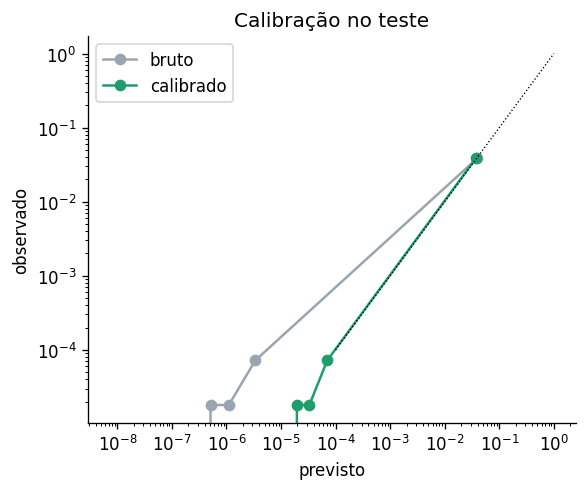 Calibração no teste
bruto
calibrado
observado
10⁰
10⁻¹
10⁻²
10⁻³
10⁻⁴
10⁻⁸ 10⁻⁷ 10⁻⁶ 10⁻⁵ 10⁻⁴ 10⁻³ 10⁻² 10⁻¹ 10⁰
previsto